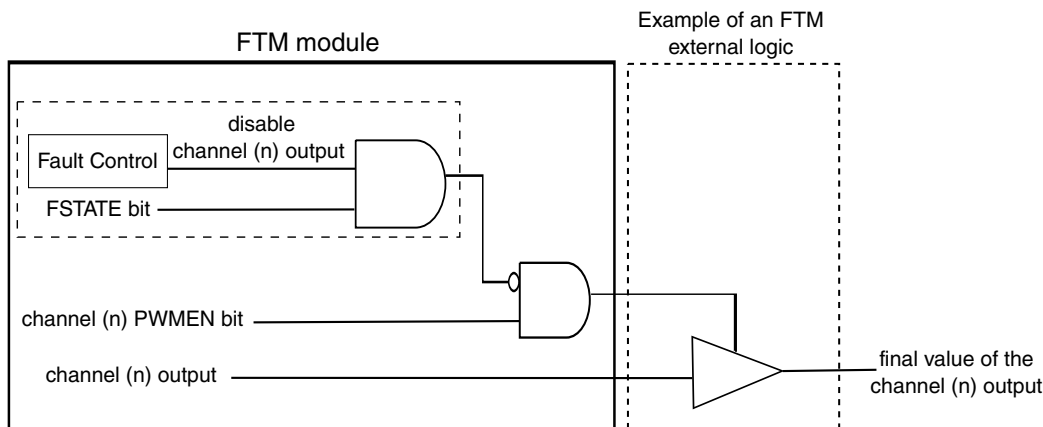 Example of an FTM
external logic
FTM module
disable
channel (n) output
Fault Control
FSTATE bit
channel (n) PWMEN bit
channel (n) output
final value of the
channel (n) output